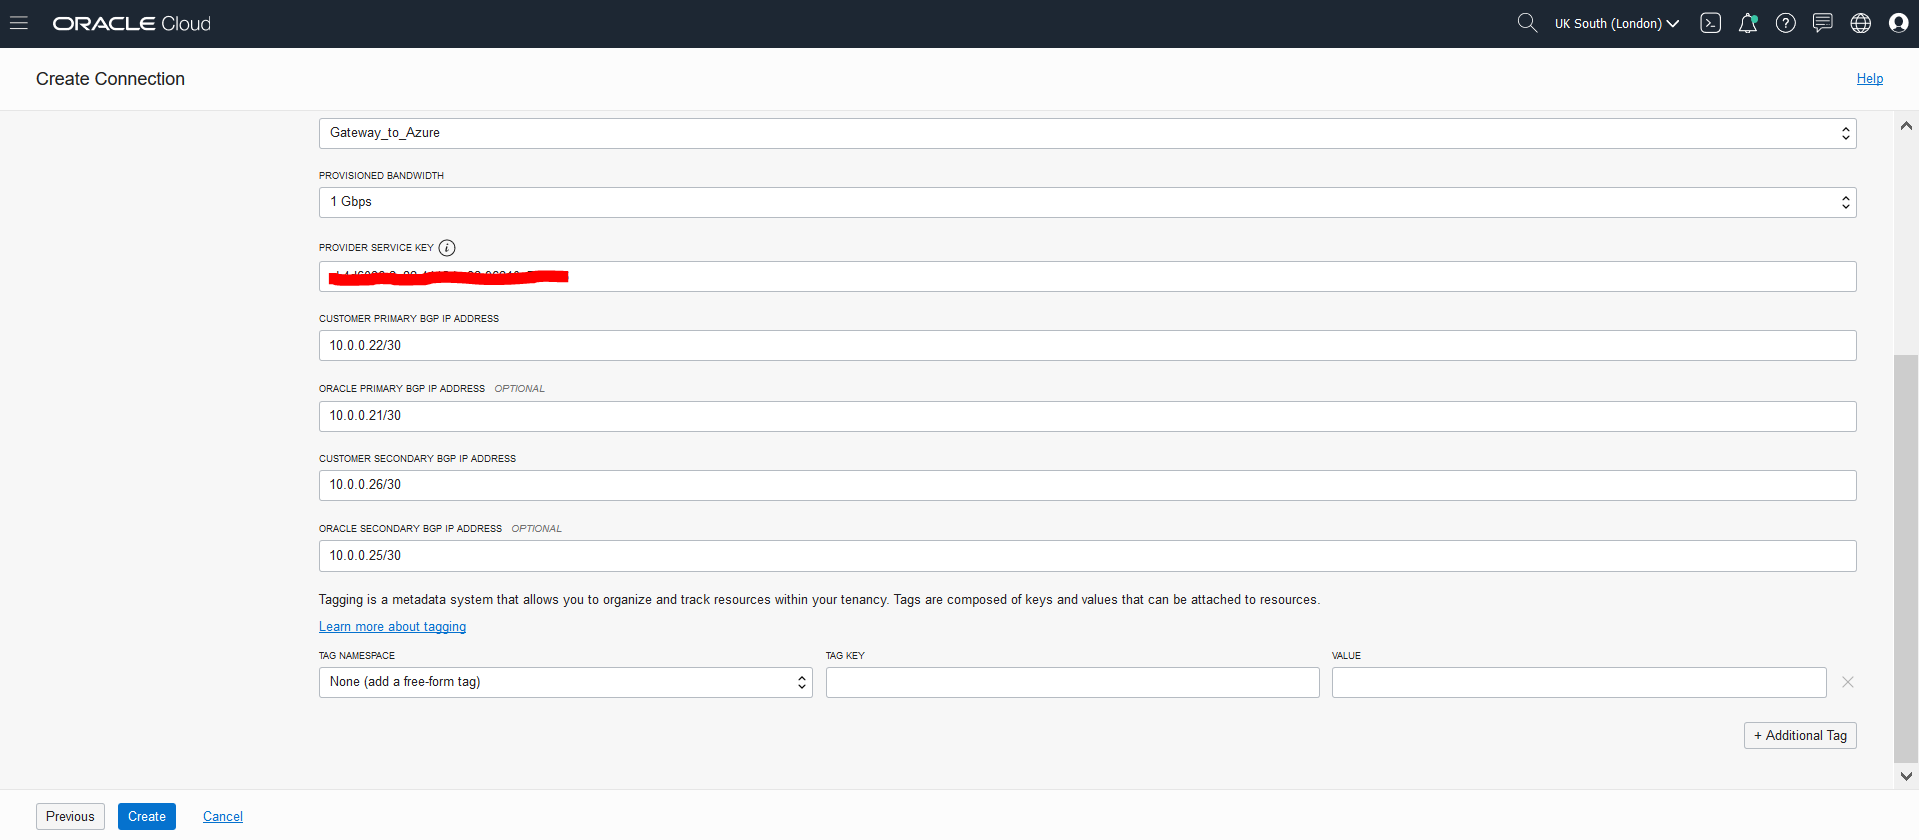 ORACLE Cloud
UK South (London)
Create Connection
Help
Gateway_to_Azure
PROVISIONED BANDWIDTH
1 Gbps
PROVIDER SERVICE KEY i
CUSTOMER PRIMARY BGP IP ADDRESS
10.0.0.22/30
ORACLE PRIMARY BGP IP ADDRESS OPTIONAL
10.0.0.21/30
CUSTOMER SECONDARY BGP IP ADDRESS
10.0.0.26/30
ORACLE SECONDARY BGP IP ADDRESS OPTIONAL
10.0.0.25/30
Tagging is a metadata system that allows you to organize and track resources within your tenancy. Tags are composed of keys and values that can be attached to resources.
Learn more about tagging
TAG NAMESPACE TAG KEY VALUE
None (add a free-form tag)
+ Additional Tag
Previous Create Cancel